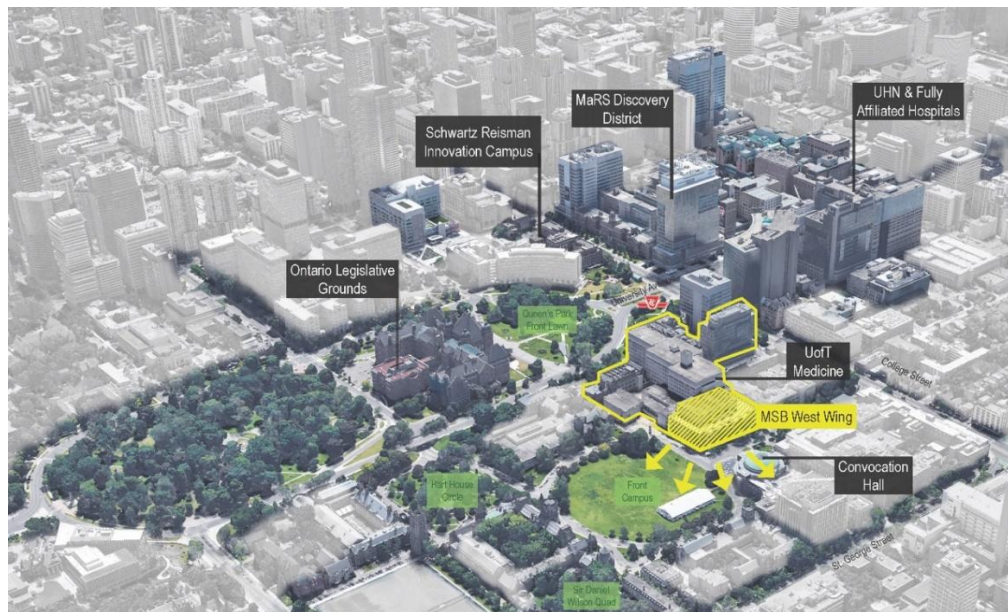 MaRS Discovery
District
UHN & Fully
Affiliated Hospitals
Schwartz Reisman
Innovation Campus
Ontario Legislative
Grounds
University Av
Queen's Park
Front Lawn
UofT
Medicine
College Street
MSB West Wing
Convocation
Hall
Hart House
Circle
Front
Campus
St. George Street
Sir Daniel
Wilson Quad